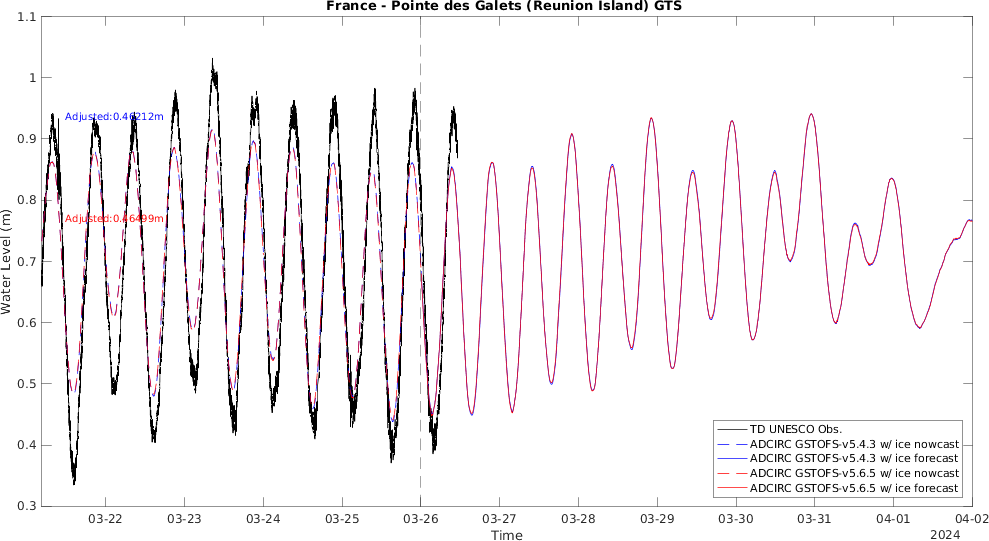 France - Pointe des Galets (Reunion Island) GTS
1.1
1
0.9
0.8
0.7
0.6
0.5
0.4
0.3
Water Level (m)
Adjusted:0.46212m
Adjusted:0.46499m
TD UNESCO Obs.
ADCIRC GSTOFS-v5.4.3 w/ ice nowcast
ADCIRC GSTOFS-v5.4.3 w/ ice forecast
ADCIRC GSTOFS-v5.6.5 w/ ice nowcast
ADCIRC GSTOFS-v5.6.5 w/ ice forecast
03-22 03-23 03-24 03-25 03-26 03-27 03-28 03-29 03-30 03-31 04-01 04-02
Time
2024